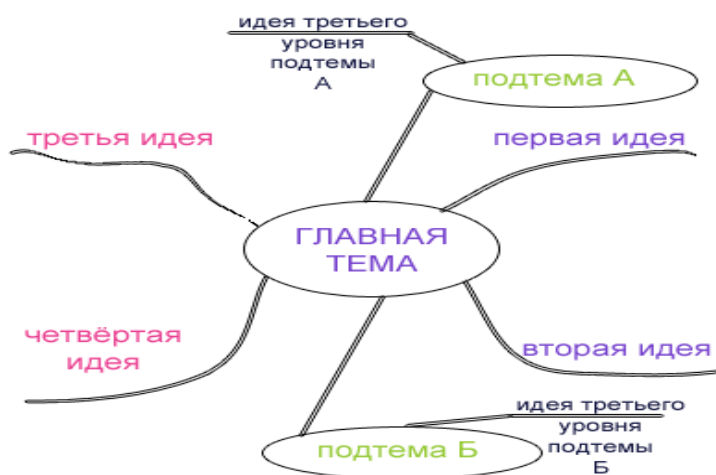 идея третьего
уровня
подтемы
А
подтема А
третья идея
первая идея
ГЛАВНАЯ
ТЕМА
четвёртая
идея
вторая идея
идея третьего
уровня
подтемы
Б
подтема Б